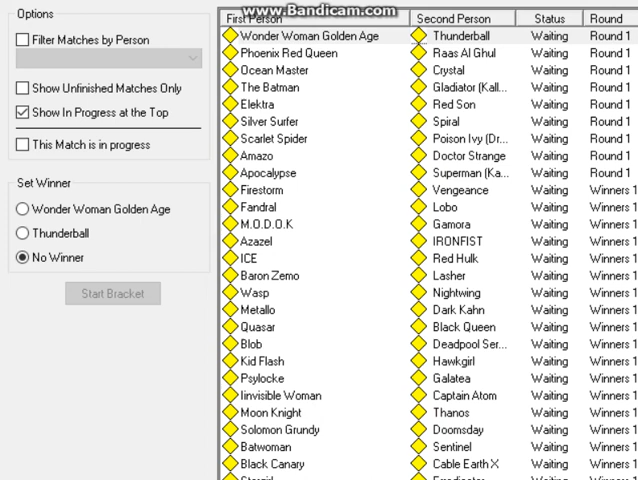 www.Bandicam.com
Options
Filter Matches by Person
Show Unfinished Matches Only
Show In Progress at the Top
This Match is in progress
Set Winner
Wonder Woman Golden Age
Thunderball
No Winner
Start Bracket
First Person Second Person Status Round
Wonder Woman Golden Age Thunderball Waiting Round 1
Phoenix Red Queen Raas Al Ghul Waiting Round 1
Ocean Master Crystal Waiting Round 1
The Batman Gladiator (Kall... Waiting Round 1
Elektra Red Son Waiting Round 1
Silver Surfer Spiral Waiting Round 1
Scarlet Spider Poison Ivy (Dr... Waiting Round 1
Amazo Doctor Strange Waiting Round 1
Apocalypse Superman (Ka... Waiting Round 1
Firestorm Vengeance Waiting Winners 1
Fandral Lobo Waiting Winners 1
M.O.D.O.K Gamora Waiting Winners 1
Azazel IRONFIST Waiting Winners 1
ICE Red Hulk Waiting Winners 1
Baron Zemo Lasher Waiting Winners 1
Wasp Nightwing Waiting Winners 1
Metallo Dark Kahn Waiting Winners 1
Quasar Black Queen Waiting Winners 1
Blob Deadpool Ser... Waiting Winners 1
Kid Flash Hawkgirl Waiting Winners 1
Psylocke Galatea Waiting Winners 1
Iinvisible Woman Captain Atom Waiting Winners 1
Moon Knight Thanos Waiting Winners 1
Solomon Grundy Doomsday Waiting Winners 1
Batwoman Sentinel Waiting Winners 1
Black Canary Cable Earth X Waiting Winners 1